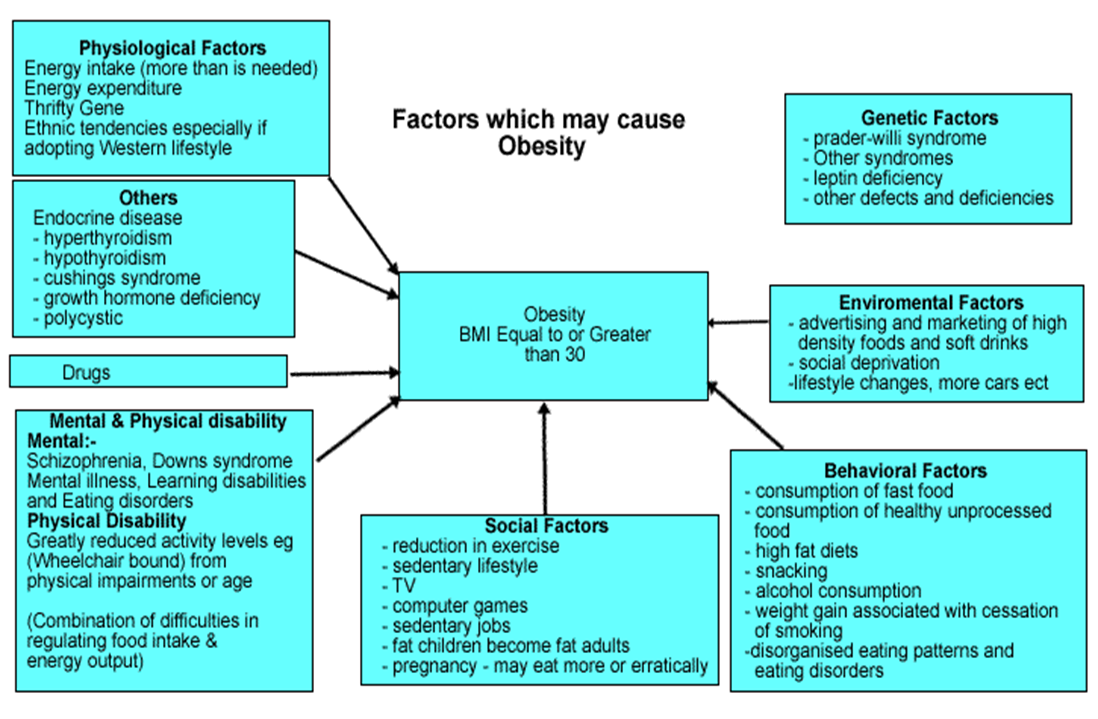 Physiological Factors
Energy intake (more than is needed)
Energy expenditure
Thrifty Gene
Ethnic tendencies especially if
adopting Western lifestyle
Others
Endocrine disease
- hyperthyroidism
- hypothyroidism
- cushings syndrome
- growth hormone deficiency
- polycystic
Drugs
Mental & Physical disability
Mental:-
Schizophrenia, Downs syndrome
Mental illness, Learning disabilities
and Eating disorders
Physical Disability
Greatly reduced activity levels eg
(Wheelchair bound) from
physical impairments or age
(Combination of difficulties in
regulating food intake &
energy output)
Factors which may cause
Obesity
Obesity
BMI Equal to or Greater
than 30
Social Factors
- reduction in exercise
- sedentary lifestyle
- TV
- computer games
- sedentary jobs
- fat children become fat adults
- pregnancy - may eat more or erratically
Genetic Factors
- prader-willi syndrome
- Other syndromes
- leptin deficiency
- other defects and deficiencies
Enviromental Factors
- advertising and marketing of high
density foods and soft drinks
- social deprivation
-lifestyle changes, more cars ect
Behavioral Factors
- consumption of fast food
- consumption of healthy unprocessed
food
- high fat diets
- snacking
- alcohol consumption
- weight gain associated with cessation
of smoking
-disorganised eating patterns and
eating disorders